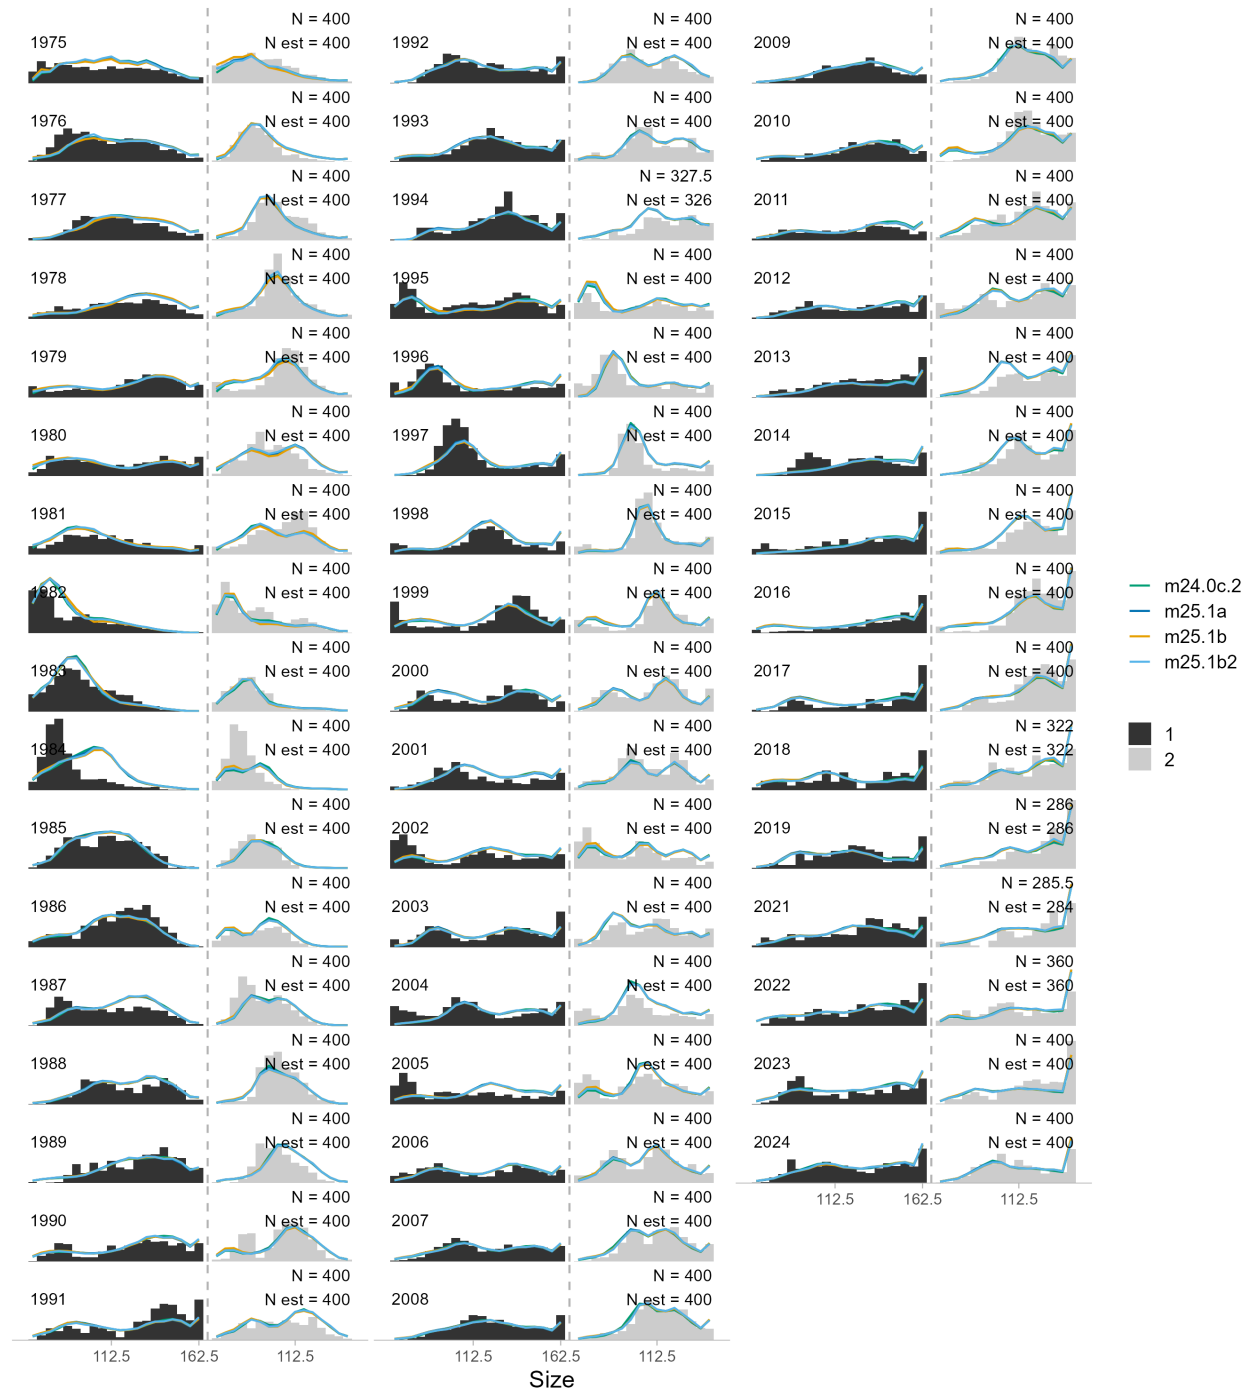 1975
N = 400
N est = 400
1976
N = 400
N est = 400
1977
N = 400
N est = 400
1978
N = 400
N est = 400
1979
N = 400
N est = 400
1980
N = 400
N est = 400
1981
N = 400
N est = 400
1982
N = 400
N est = 400
1983
N = 400
N est = 400
1984
N = 400
N est = 400
1985
N = 400
N est = 400
1986
N = 400
N est = 400
1987
N = 400
N est = 400
1988
N = 400
N est = 400
1989
N = 400
N est = 400
1990
N = 400
N est = 400
1991
N = 400
N est = 400
112.5
162.5
112.5
1992
N = 400
N est = 400
1993
N = 400
N est = 400
1994
N = 327.5
N est = 326
1995
N = 400
N est = 400
1996
N = 400
N est = 400
1997
N = 400
N est = 400
1998
N = 400
N est = 400
1999
N = 400
N est = 400
2000
N = 400
N est = 400
2001
N = 400
N est = 400
2002
N = 400
N est = 400
2003
N = 400
N est = 400
2004
N = 400
N est = 400
2005
N = 400
N est = 400
2006
N = 400
N est = 400
2007
N = 400
N est = 400
2008
N = 400
N est = 400
112.5
162.5
112.5
2009
N = 400
N est = 400
2010
N = 400
N est = 400
2011
N = 400
N est = 400
2012
N = 400
N est = 400
2013
N = 400
N est = 400
2014
N = 400
N est = 400
2015
N = 400
N est = 400
2016
N = 400
N est = 400
2017
N = 400
N est = 400
2018
N = 322
N est = 322
2019
N = 286
N est = 286
2021
N = 285.5
N est = 284
2022
N = 360
N est = 360
2023
N = 400
N est = 400
2024
N = 400
N est = 400
112.5
162.5
112.5
Size
m24.0c.2
m25.1a
m25.1b
m25.1b2
1
2